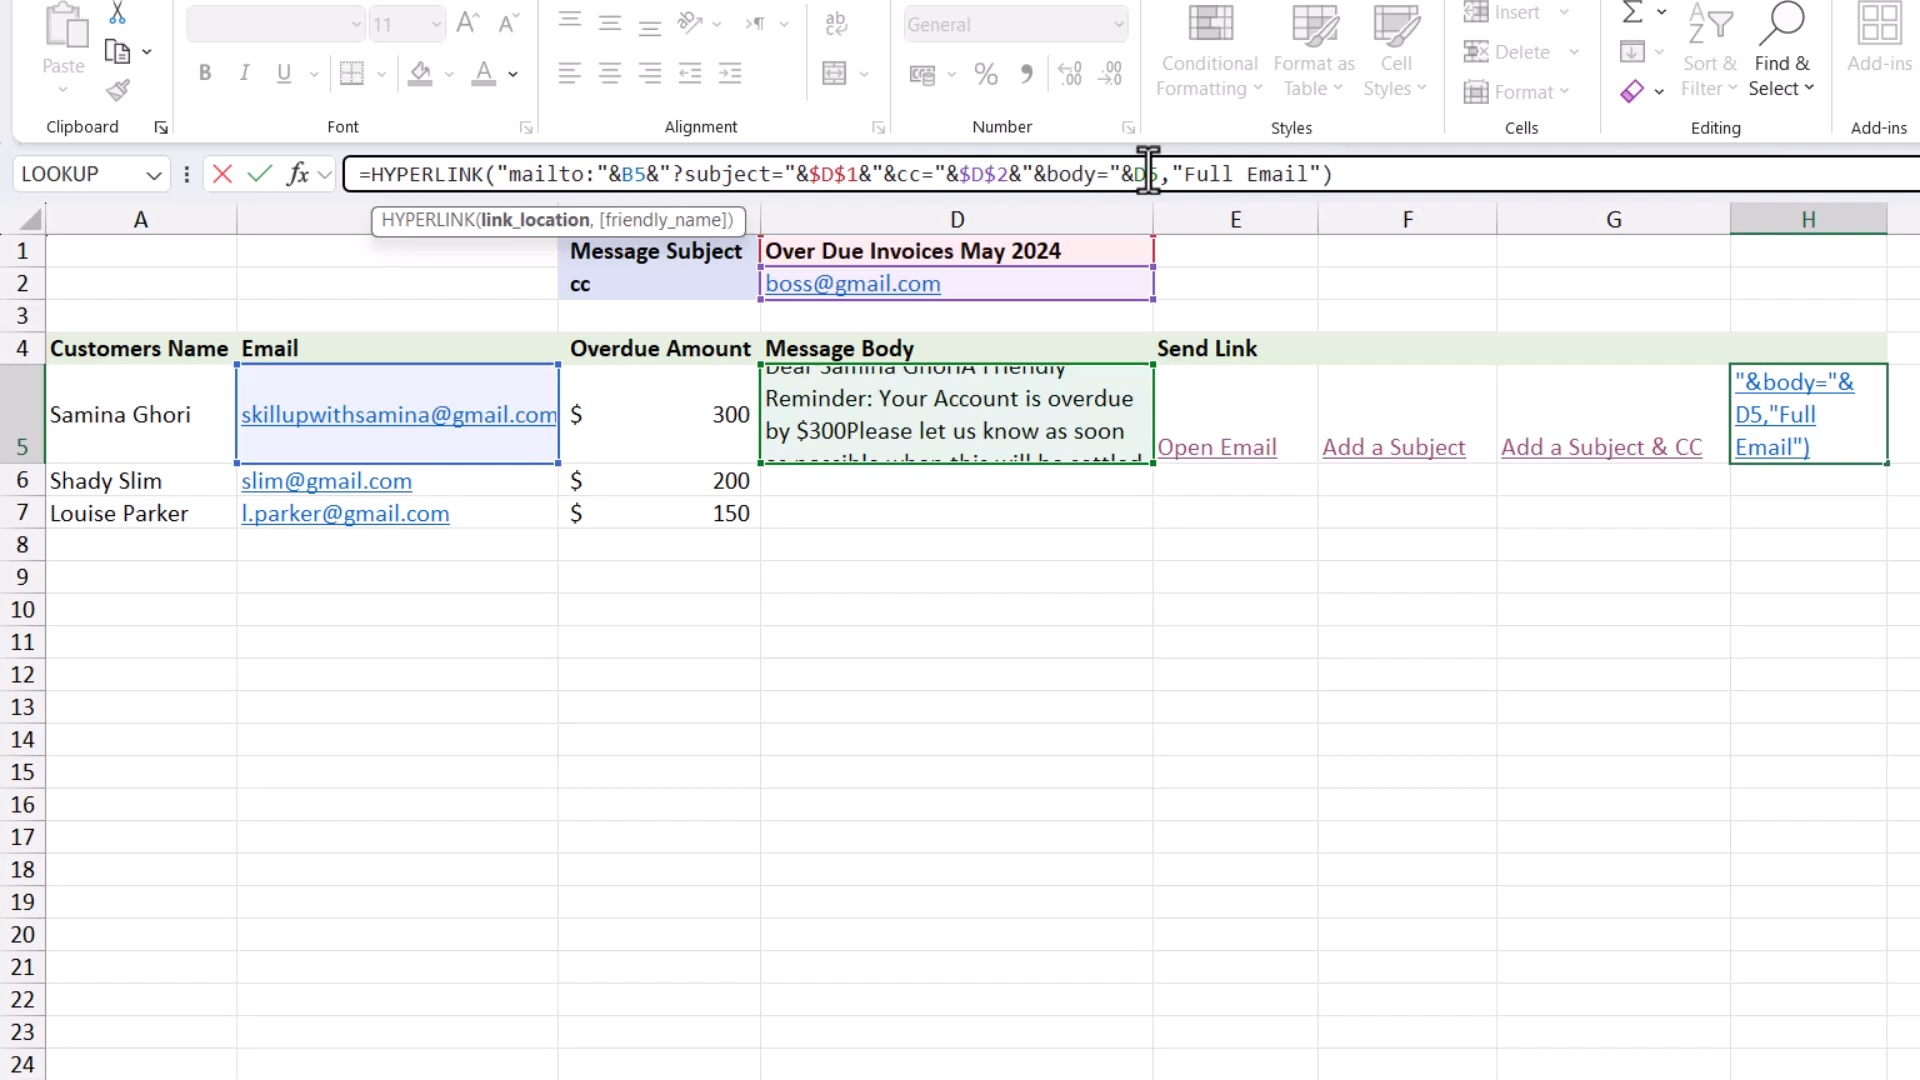 Paste
Clipboard
11
B I U
A
Font
ab
Alignment
General
%
Number
Conditional Formatting
Format as Table
Cell Styles
Styles
Insert
Delete
Format
Cells
Sort & Filter
Find & Select
Editing
Add-ins
Add-ins
LOOKUP
fx
=HYPERLINK("mailto:"&B5&"?subject="&$D$1&"&cc="&$D$2&"&body="&D5,"Full Email")
HYPERLINK(link_location, [friendly_name])
A D E F G H
1 Message Subject Over Due Invoices May 2024
2 cc boss@gmail.com
3
4 Customers Name Email Overdue Amount Message Body Send Link
Dear Samina GhoriA Friendly
Reminder: Your Account is overdue
by $300Please let us know as soon
as possible when this will be settled
5 Samina Ghori skillupwithsamina@gmail.com $ 300 Open Email Add a Subject Add a Subject & CC
"&body="&
D5,"Full
Email")
6 Shady Slim slim@gmail.com $ 200
7 Louise Parker l.parker@gmail.com $ 150
8
9
10
11
12
13
14
15
16
17
18
19
20
21
22
23
24